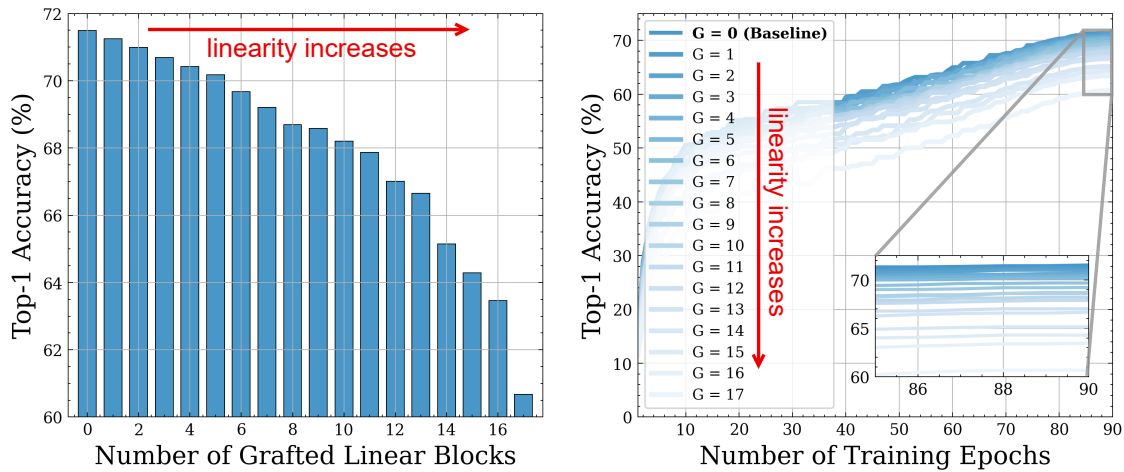 72
70
68
66
64
62
60
Top-1 Accuracy (%)
linearity increases
0 2 4 6 8 10 12 14 16
Number of Grafted Linear Blocks
70
60
50
40
30
20
10
0
Top-1 Accuracy (%)
G = 0 (Baseline)
G = 1
G = 2
G = 3
G = 4
G = 5
G = 6
G = 7
G = 8
G = 9
G = 10
G = 11
G = 12
G = 13
G = 14
G = 15
G = 16
G = 17
linearity increases
70
65
60
86 88 90
10 20 30 40 50 60 70 80 90
Number of Training Epochs